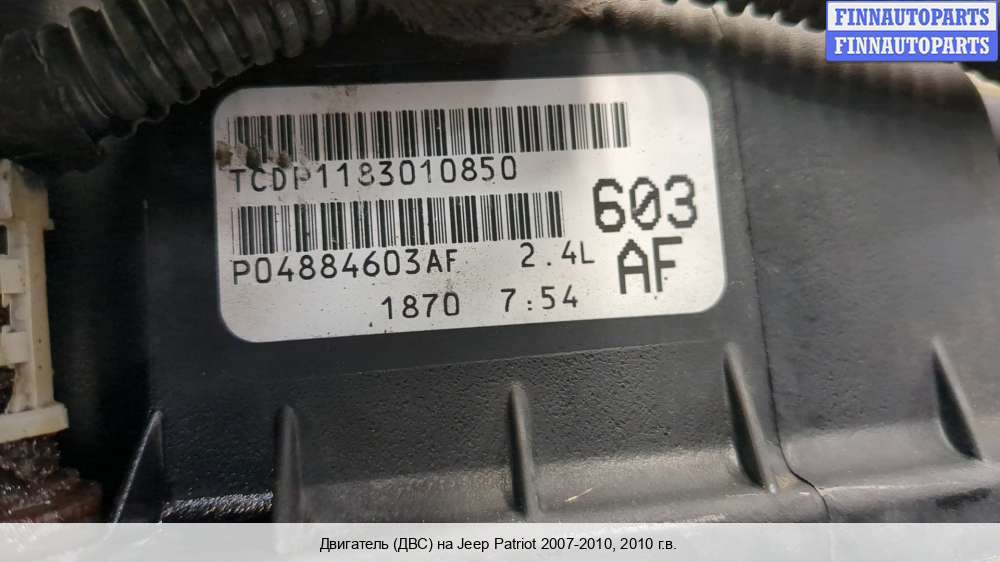 FINNAUTOPARTS
FINNAUTOPARTS
TCDP1183010850
P04884603AF 2.4L
603
AF
1870 7:54
Двигатель (ДВС) на Jeep Patriot 2007-2010, 2010 г.в.